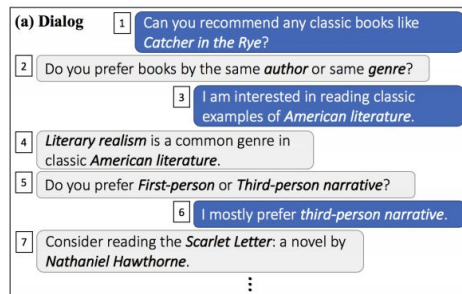 (a) Dialog
1
Can you recommend any classic books like
Catcher in the Rye?
2
Do you prefer books by the same author or same genre?
3
I am interested in reading classic
examples of American literature.
4
Literary realism is a common genre in
classic American literature.
5
Do you prefer First-person or Third-person narrative?
6
I mostly prefer third-person narrative.
7
Consider reading the Scarlet Letter: a novel by
Nathaniel Hawthorne.
⋮